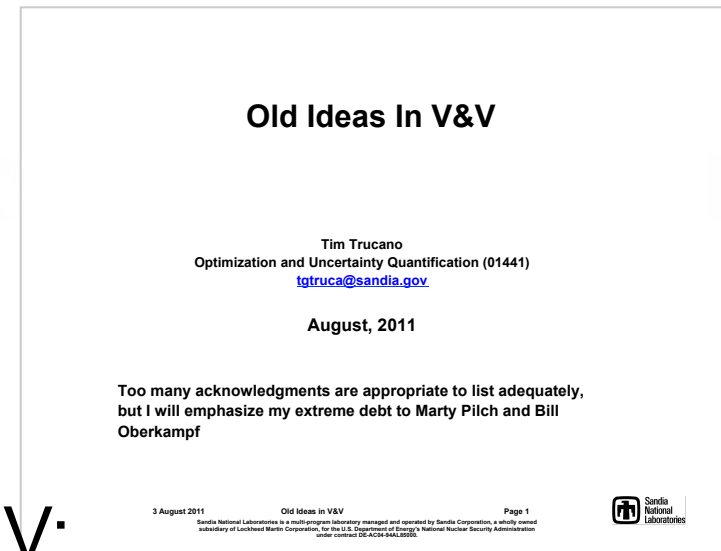 Old Ideas In V&V
Tim Trucano
Optimization and Uncertainty Quantification (01441)
tgtruca@sandia.gov
August, 2011
Too many acknowledgments are appropriate to list adequately,
but I will emphasize my extreme debt to Marty Pilch and Bill
Oberkampf
3 August 2011 Old Ideas in V&V Page 1
Sandia National Laboratories is a multi-program laboratory managed and operated by Sandia Corporation, a wholly owned
subsidiary of Lockheed Martin Corporation, for the U.S. Department of Energy's National Nuclear Security Administration
under contract DE-AC04-94AL85000.
Sandia
National
Laboratories